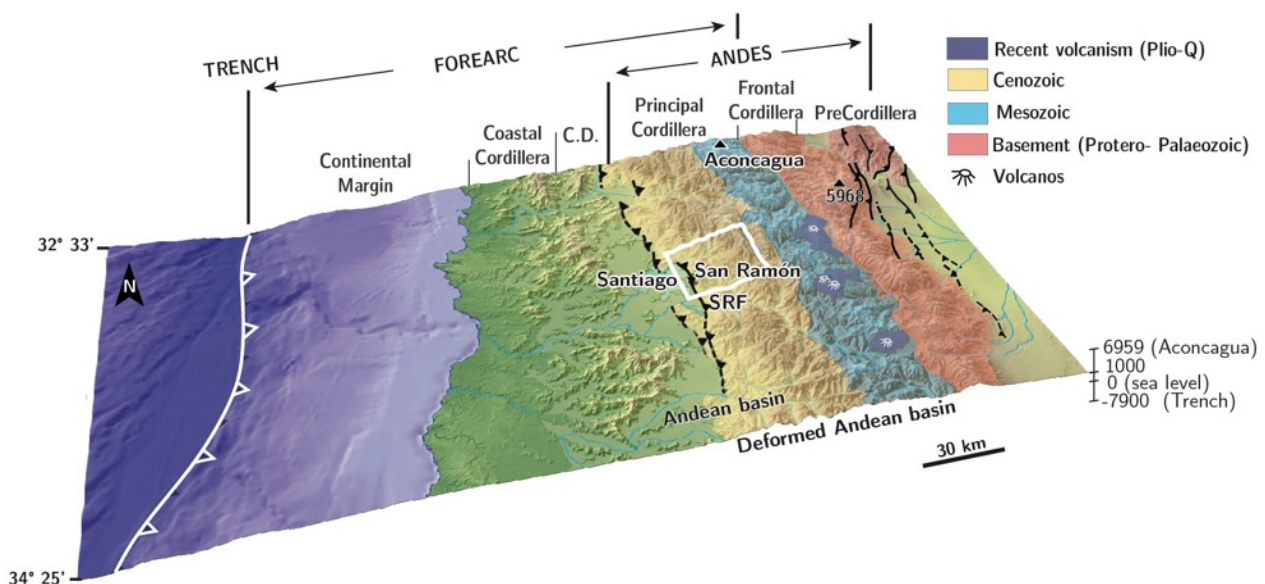 TRENCH
FOREARC
ANDES
Continental
Margin
Coastal
Cordillera
C.D.
Principal
Cordillera
Frontal
Cordillera
PreCordillera
Recent volcanism (Plio-Q)
Cenozoic
Mesozoic
Basement (Protero- Palaeozoic)
Volcanos
Aconcagua
5968
32° 33'
N
Santiago
San Ramón
SRF
6959 (Aconcagua)
1000
0 (sea level)
-7900 (Trench)
Andean basin
Deformed Andean basin
30 km
34° 25'